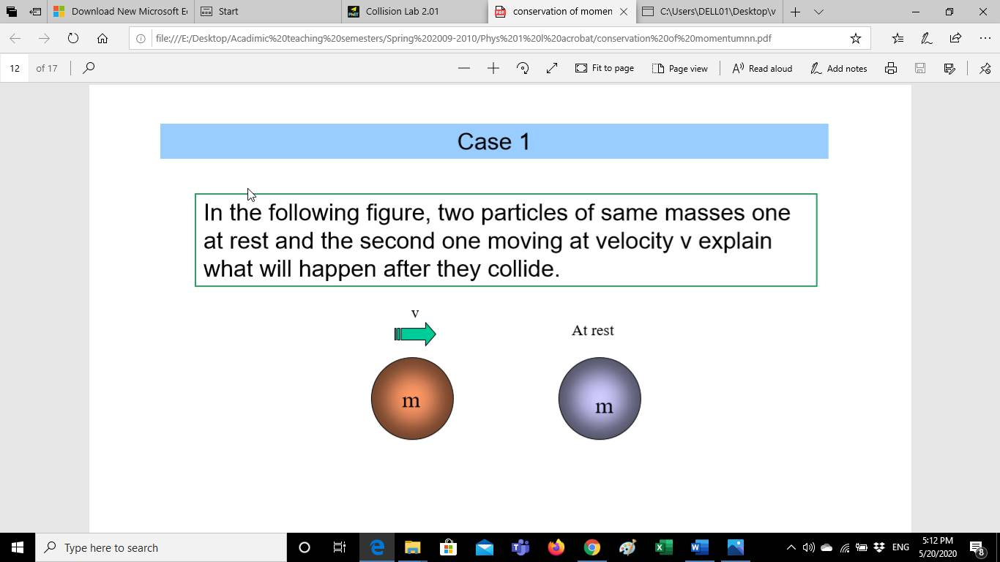 Download New Microsoft E
Start
Collision Lab 2.01
conservation of momen
C:\Users\DELL01\Desktop\v
file:///E:/Desktop/Acadimic%20teaching%20semesters/Spring%202009-2010/Phys%201%20l%20acrobat/conservation%20of%20momentumnn.pdf
12 of 17
Fit to page
Page view
Read aloud
Add notes
Case 1
In the following figure, two particles of same masses one
at rest and the second one moving at velocity v explain
what will happen after they collide.
v
At rest
m
m
Type here to search
ENG
5:12 PM
5/20/2020
8